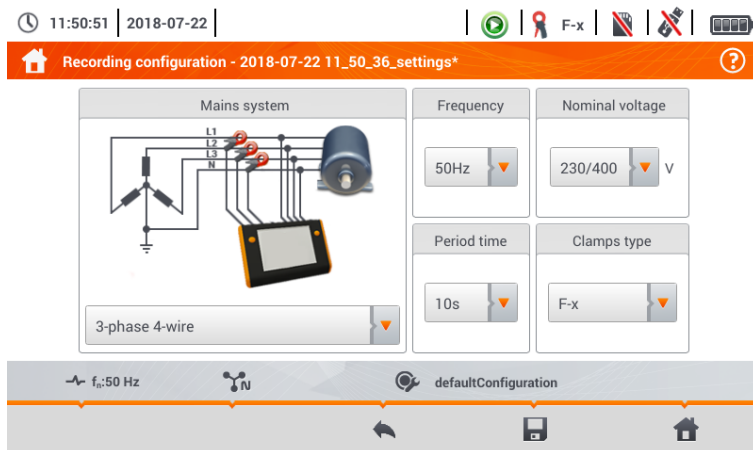 11:50:51 2018-07-22 F-x
Recording configuration - 2018-07-22 11_50_36_settings* ?
Mains system
L1
L2
L3
N
3-phase 4-wire
Frequency
50Hz
Nominal voltage
230/400 V
Period time
10s
Clamps type
F-x
fn:50 Hz N defaultConfiguration